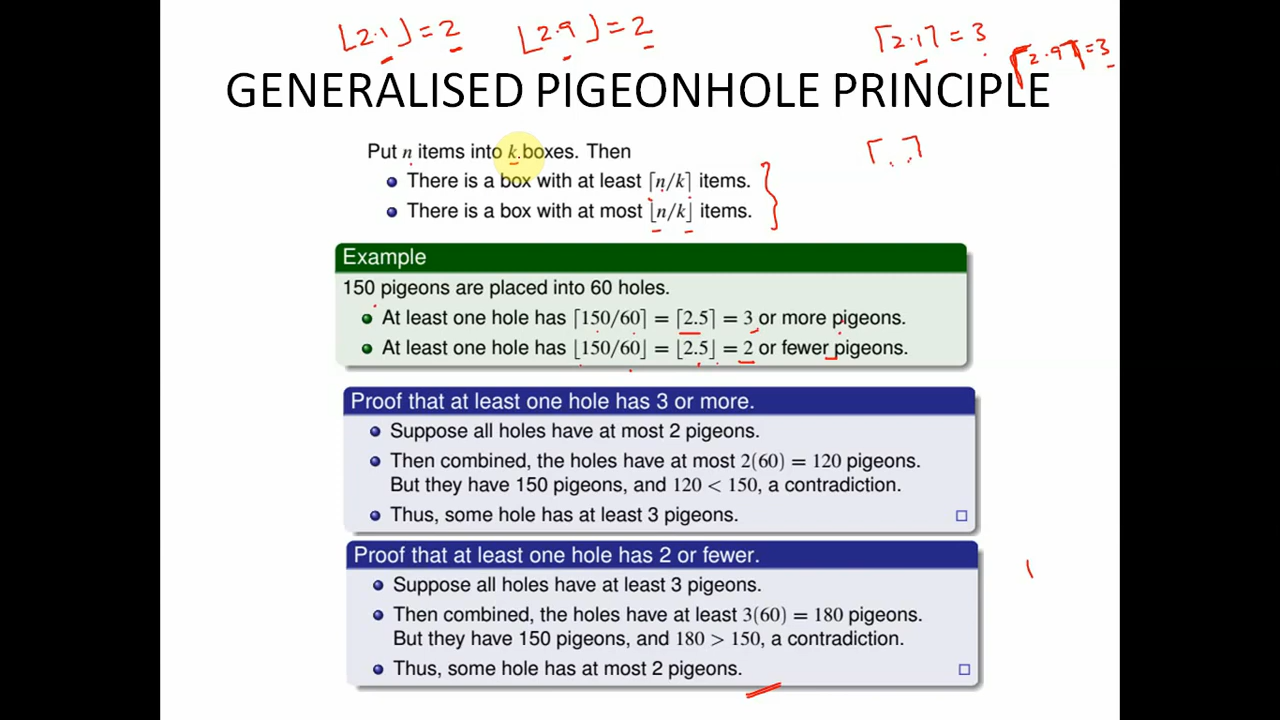 ⌊2.1⌋ = 2 ⌊2.9⌋ = 2 ⌈2.1⌉ = 3 ⌈2.9⌉ = 3
GENERALISED PIGEONHOLE PRINCIPLE
Put n items into k boxes. Then
⌈..⌉
There is a box with at least ⌈n/k⌉ items.
There is a box with at most ⌊n/k⌋ items.
Example
150 pigeons are placed into 60 holes.
At least one hole has ⌈150/60⌉ = ⌈2.5⌉ = 3 or more pigeons.
At least one hole has ⌊150/60⌋ = ⌊2.5⌋ = 2 or fewer pigeons.
Proof that at least one hole has 3 or more.
Suppose all holes have at most 2 pigeons.
Then combined, the holes have at most 2(60) = 120 pigeons.
But they have 150 pigeons, and 120 < 150, a contradiction.
Thus, some hole has at least 3 pigeons.
Proof that at least one hole has 2 or fewer.
Suppose all holes have at least 3 pigeons.
Then combined, the holes have at least 3(60) = 180 pigeons.
But they have 150 pigeons, and 180 > 150, a contradiction.
Thus, some hole has at most 2 pigeons.